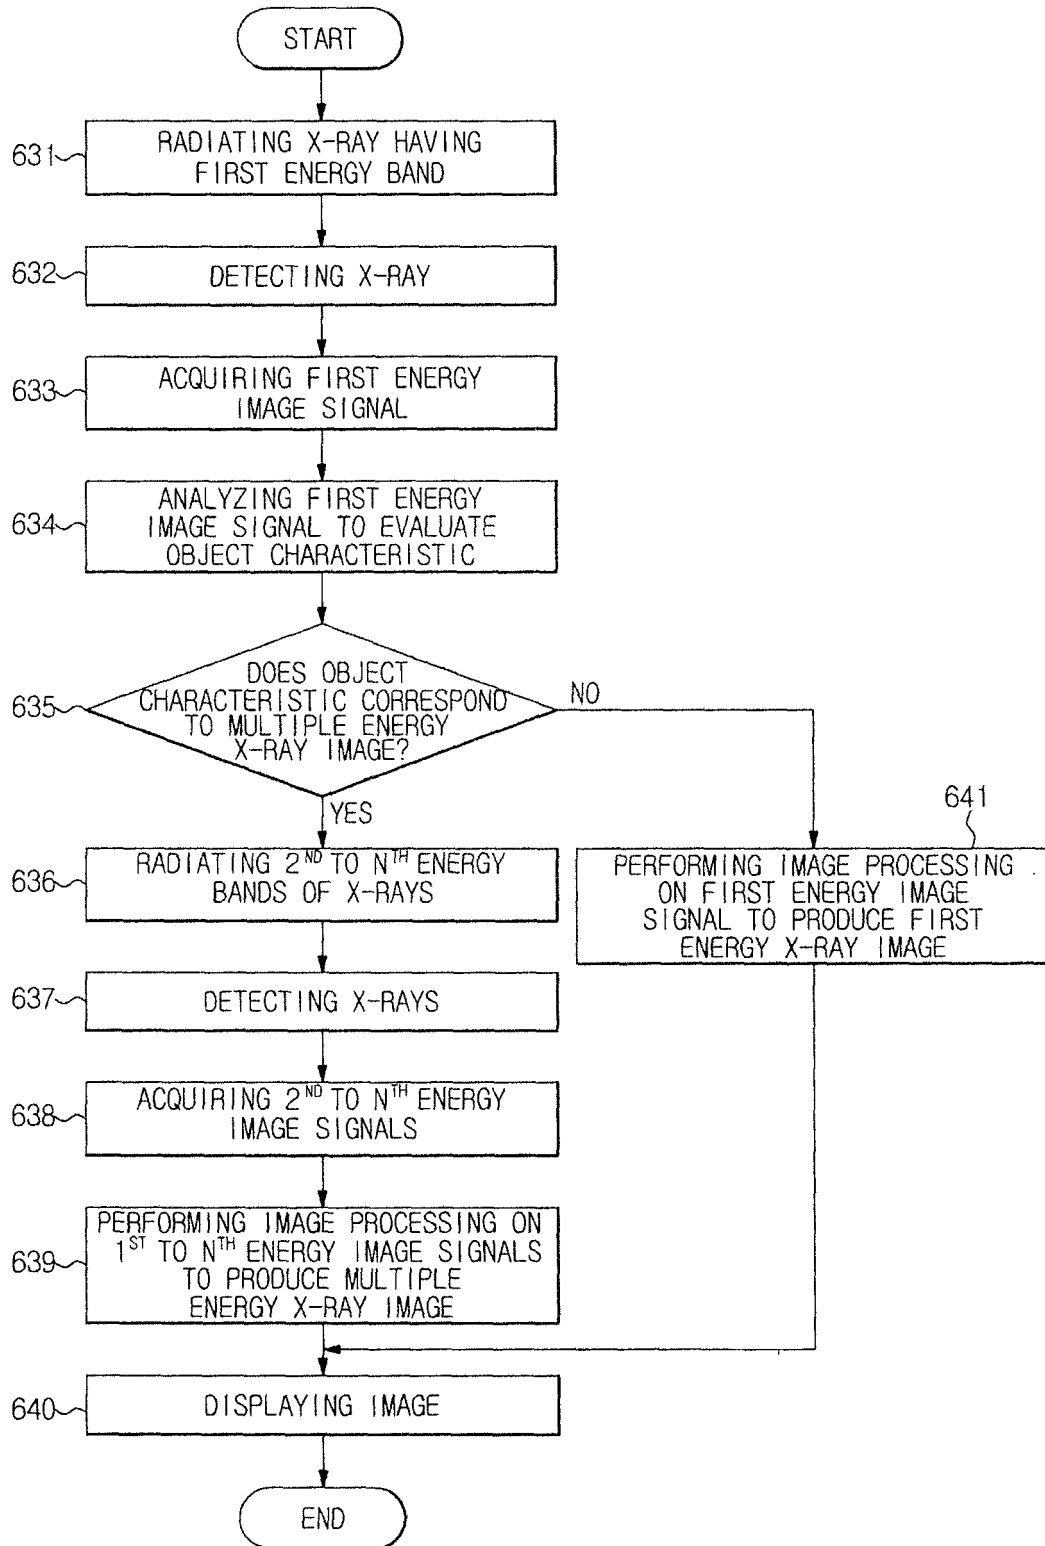 START
631
RADIATING X-RAY HAVING
FIRST ENERGY BAND
632
DETECTING X-RAY
633
ACQUIRING FIRST ENERGY
IMAGE SIGNAL
634
ANALYZING FIRST ENERGY
IMAGE SIGNAL TO EVALUATE
OBJECT CHARACTERISTIC
635
DOES OBJECT
CHARACTERISTIC CORRESPOND
TO MULTIPLE ENERGY
X-RAY IMAGE?
NO
YES
641
636
RADIATING 2ND TO NTH ENERGY
BANDS OF X-RAYS
PERFORMING IMAGE PROCESSING
ON FIRST ENERGY IMAGE
SIGNAL TO PRODUCE FIRST
ENERGY X-RAY IMAGE
637
DETECTING X-RAYS
638
ACQUIRING 2ND TO NTH ENERGY
IMAGE SIGNALS
639
PERFORMING IMAGE PROCESSING ON
1ST TO NTH ENERGY IMAGE SIGNALS
TO PRODUCE MULTIPLE
ENERGY X-RAY IMAGE
640
DISPLAYING IMAGE
END